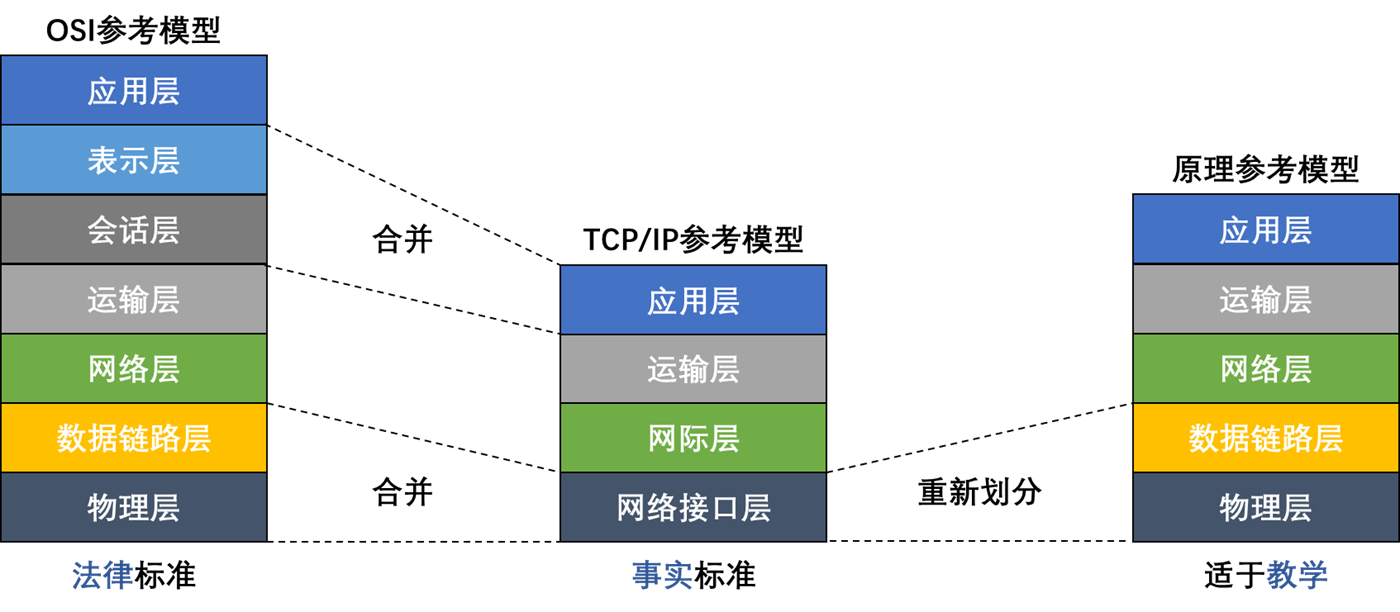 OSI参考模型
应用层
表示层
会话层
运输层
网络层
数据链路层
物理层
法律标准
合并
合并
TCP/IP参考模型
应用层
运输层
网际层
网络接口层
事实标准
重新划分
原理参考模型
应用层
运输层
网络层
数据链路层
物理层
适于教学